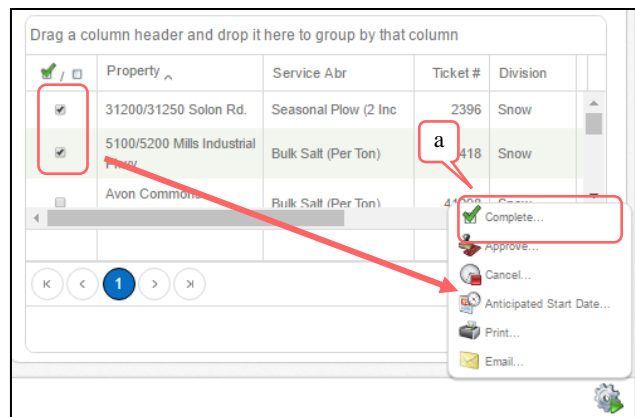 Drag a column header and drop it here to group by that column
/ Property Service Abr Ticket # Division
31200/31250 Solon Rd. Seasonal Plow (2 Inc 2396 Snow
5100/5200 Mills Industrial
Bulk Salt (Per Ton) 418 Snow
a
Avon Commons
Bulk Salt (Per Ton)
Complete...
Approve...
Cancel...
1
Anticipated Start Date...
Print...
Email...